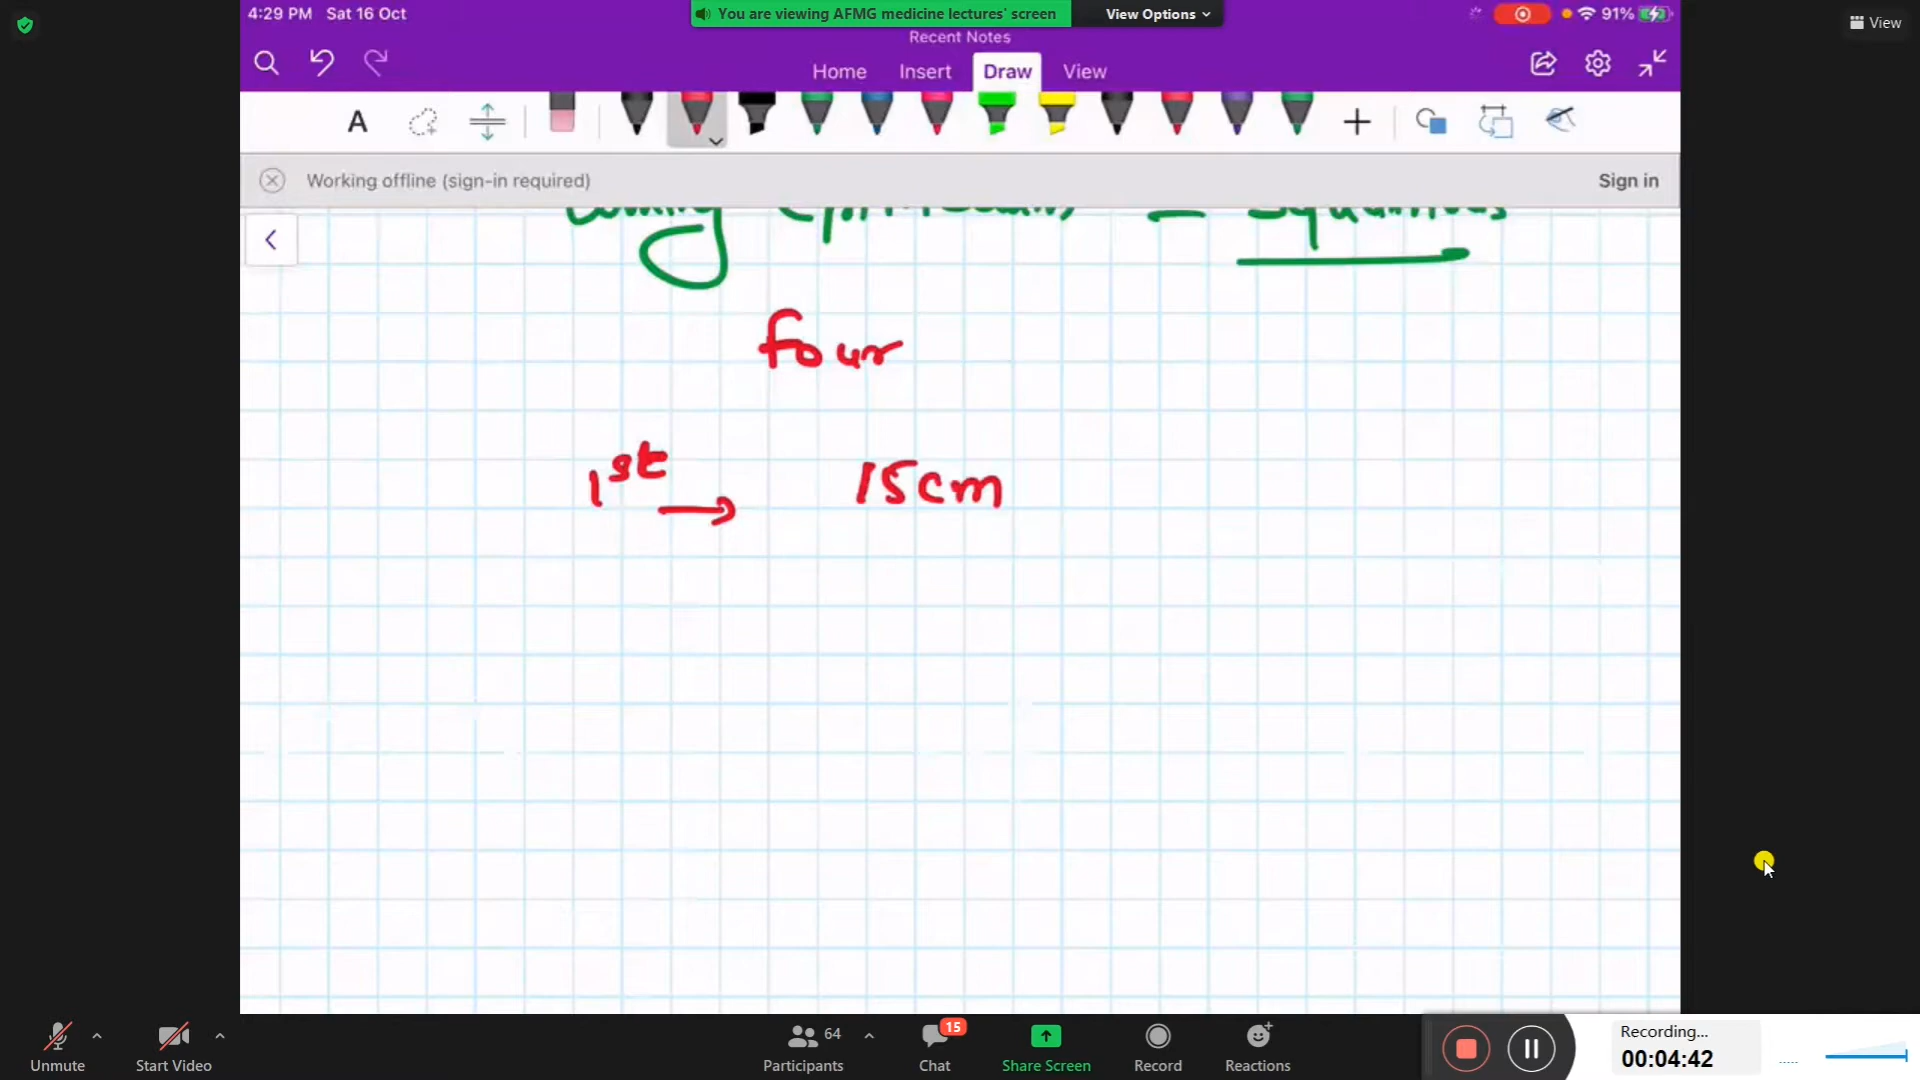 4:29 PM Sat 16 Oct
You are viewing AFMG medicine lectures' screen
View Options
91%
View
Recent Notes
Home Insert Draw View
A
Working offline (sign-in required)
Sign in
four
1st → 15cm
Unmute
Start Video
64
Participants
15
Chat
Share Screen
Record
Reactions
Recording...
00:04:42